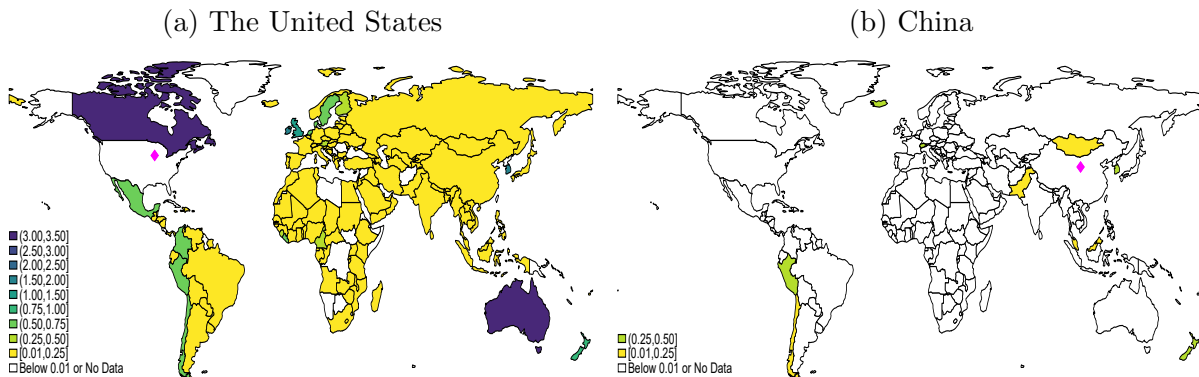 (a) The United States
(b) China
(3.00,3.50]
(2.50,3.00]
(2.00,2.50]
(1.50,2.00]
(1.00,1.50]
(0.75,1.00]
(0.50,0.75]
(0.25,0.50]
[0.01,0.25]
Below 0.01 or No Data
(0.25,0.50]
[0.01,0.25]
Below 0.01 or No Data